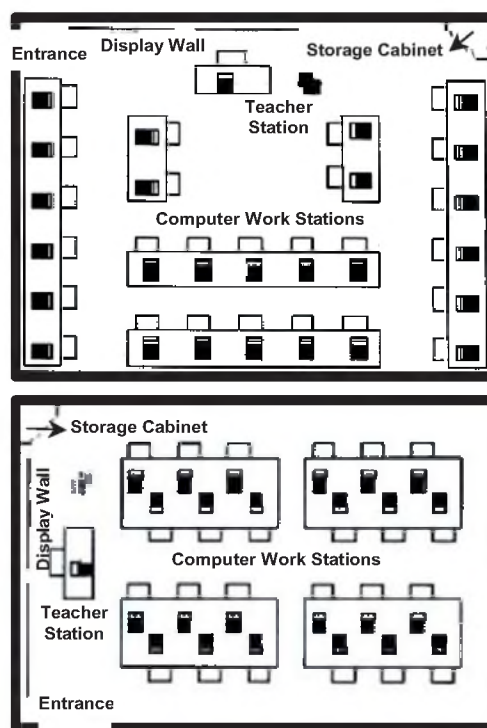 Display Wall
Storage Cabinet
Entrance
Teacher
Station
Computer Work Stations
Storage Cabinet
Display Wall
Computer Work Stations
Teacher
Station
Entrance